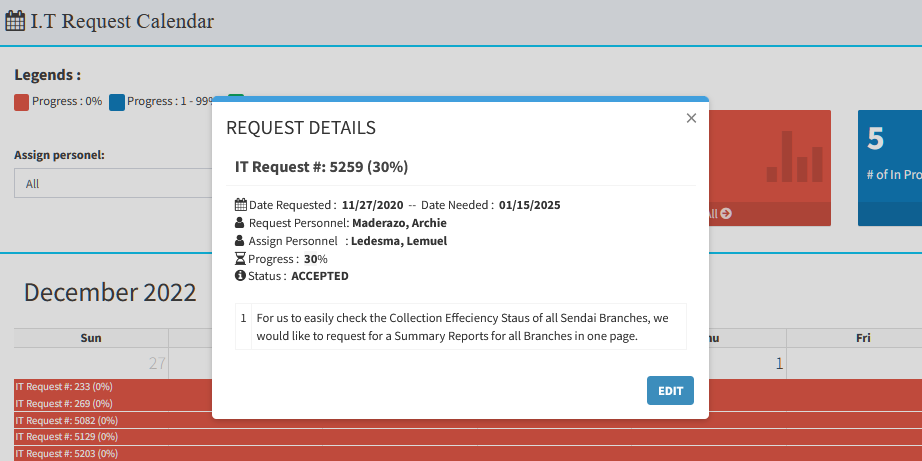 I.T Request Calendar
Legends :
Progress : 0% Progress : 1 - 99%
Assign personel:
All
5
# of In Pro
REQUEST DETAILS
×
IT Request #: 5259 (30%)
Date Requested : 11/27/2020 -- Date Needed : 01/15/2025
Request Personnel: Maderazo, Archie
Assign Personnel : Ledesma, Lemuel
Progress : 30%
Status : ACCEPTED
1 For us to easily check the Collection Effeciency Staus of all Sendai Branches, we
would like to request for a Summary Reports for all Branches in one page.
EDIT
December 2022
Sun
Fri
27
1
IT Request #: 233 (0%)
IT Request #: 269 (0%)
IT Request #: 5082 (0%)
IT Request #: 5129 (0%)
IT Request #: 5203 (0%)